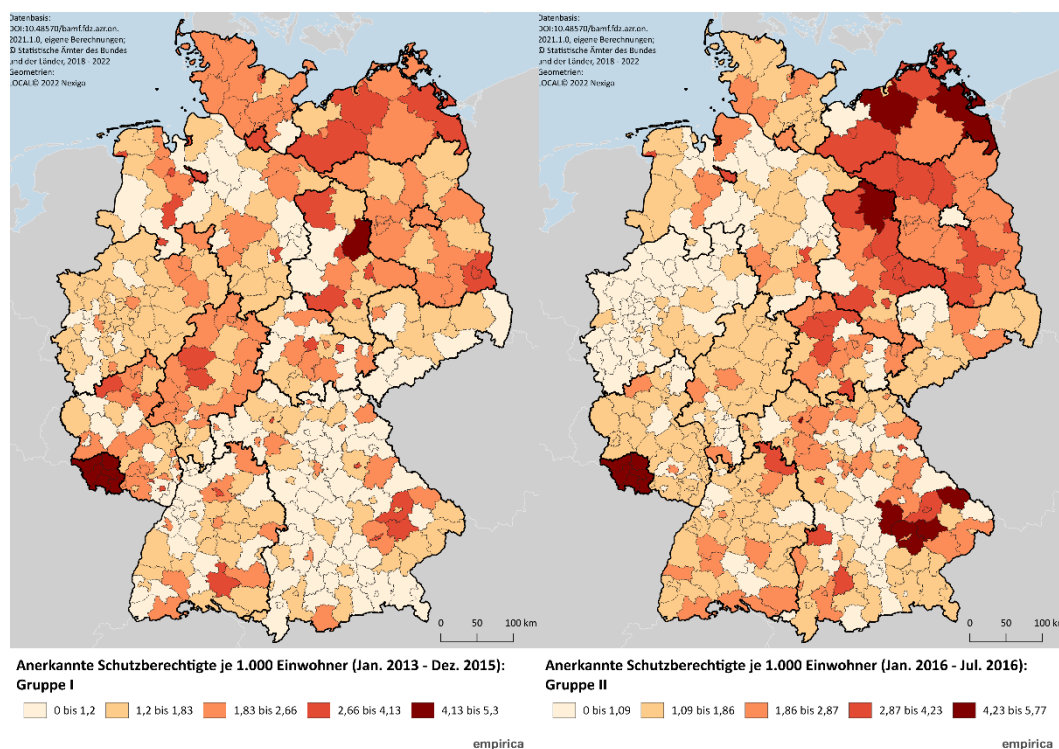 Datenbasis:
DOI:10.48570/bamf.fdz.azr.on.
2021.1.0, eigene Berechnungen;
© Statistische Ämter des Bundes
und der Länder, 2018 - 2022
Geometrien:
LOCAL© 2022 Nexiga
0 50 100 km
Anerkannte Schutzberechtigte je 1.000 Einwohner (Jan. 2013 - Dez. 2015):
Gruppe I
0 bis 1,2 1,2 bis 1,83 1,83 bis 2,66 2,66 bis 4,13 4,13 bis 5,3
empirica
Datenbasis:
DOI:10.48570/bamf.fdz.azr.on.
2021.1.0, eigene Berechnungen;
© Statistische Ämter des Bundes
und der Länder, 2018 - 2022
Geometrien:
LOCAL© 2022 Nexiga
0 50 100 km
Anerkannte Schutzberechtigte je 1.000 Einwohner (Jan. 2016 - Jul. 2016):
Gruppe II
0 bis 1,09 1,09 bis 1,86 1,86 bis 2,87 2,87 bis 4,23 4,23 bis 5,77
empirica